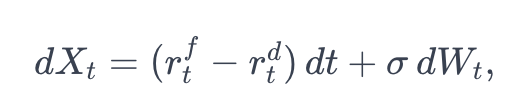 dX_t = (r_t^f − r_t^d) dt + σ dW_t,